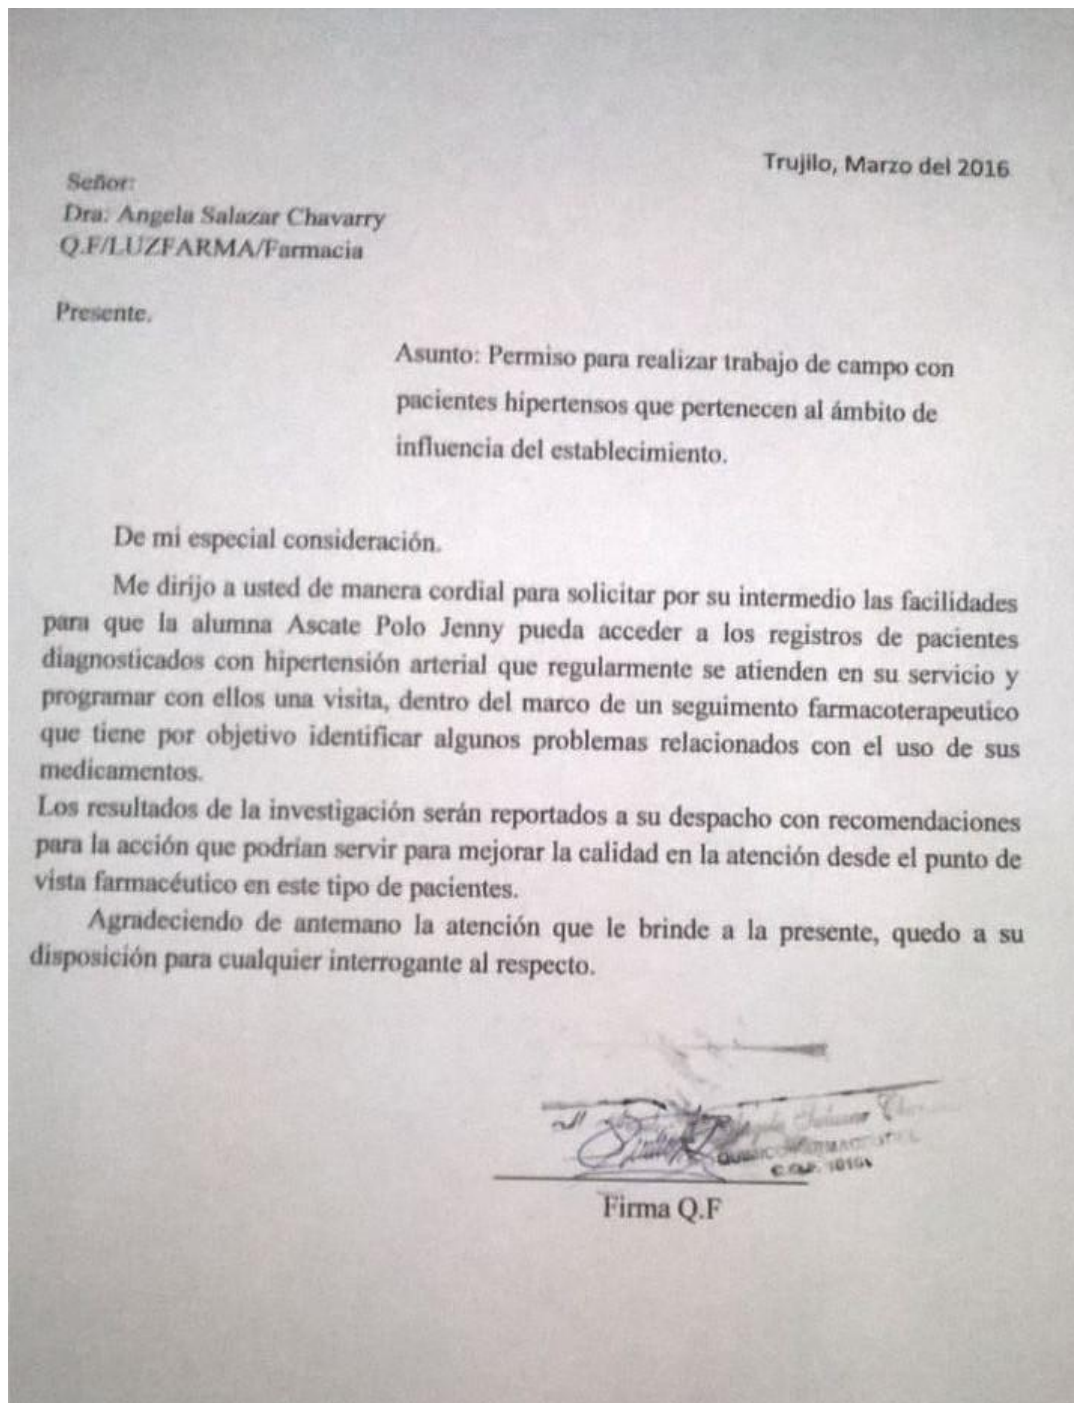 Trujilo, Marzo del 2016
Señor:
Dra: Angela Salazar Chavarry
Q.F/LUZFARMA/Farmacia
Presente.
Asunto: Permiso para realizar trabajo de campo con
pacientes hipertensos que pertenecen al ámbito de
influencia del establecimiento.
De mi especial consideración.
Me dirijo a usted de manera cordial para solicitar por su intermedio las facilidades
para que la alumna Ascate Polo Jenny pueda acceder a los registros de pacientes
diagnosticados con hipertensión arterial que regularmente se atienden en su servicio y
programar con ellos una visita, dentro del marco de un seguimento farmacoterapeutico
que tiene por objetivo identificar algunos problemas relacionados con el uso de sus
medicamentos.
Los resultados de la investigación serán reportados a su despacho con recomendaciones
para la acción que podrían servir para mejorar la calidad en la atención desde el punto de
vista farmacéutico en este tipo de pacientes.
Agradeciendo de antemano la atención que le brinde a la presente, quedo a su
disposición para cualquier interrogante al respecto.
Firma Q.F